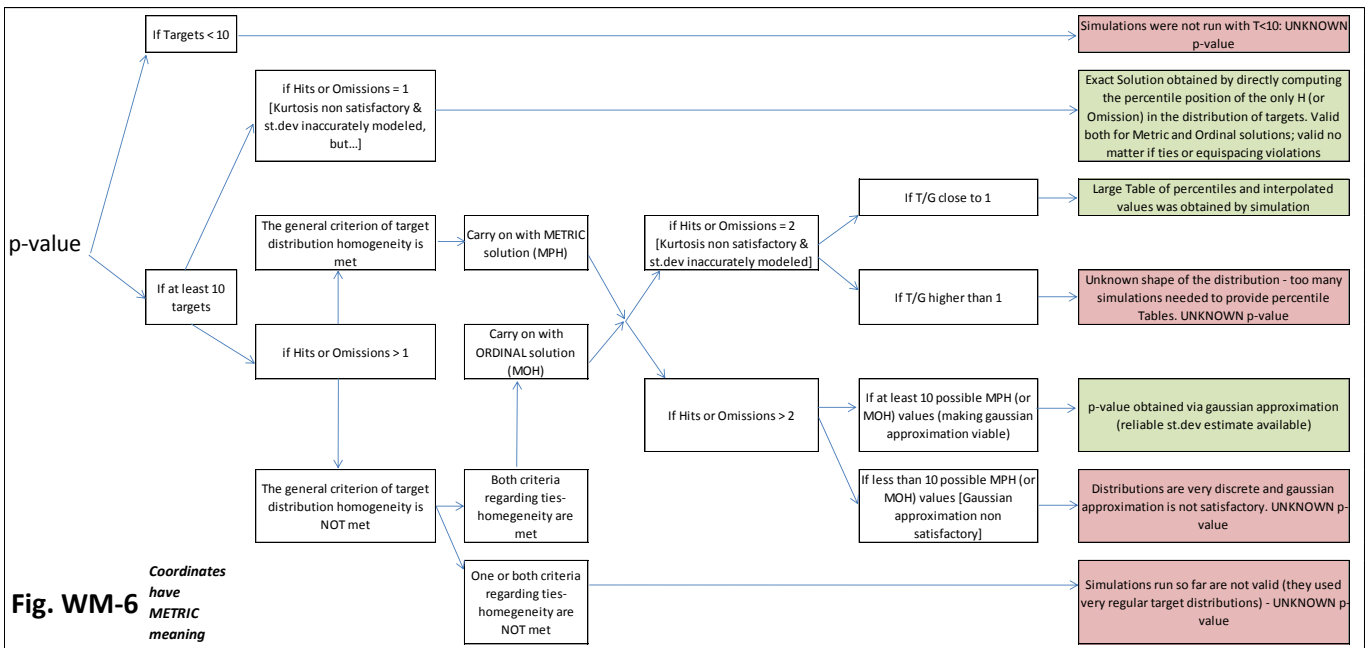 If Targets < 10
Simulations were not run with T<10: UNKNOWN
p-value
if Hits or Omissions = 1
[Kurtosis non satisfactory &
st.dev inaccurately modeled,
but...]
Exact Solution obtained by directly computing
the percentile position of the only H (or
Omission) in the distribution of targets. Valid
both for Metric and Ordinal solutions; valid no
matter if ties or equispacing violations
p-value
If at least 10
targets
The general criterion of target
distribution homogeneity is
met
Carry on with METRIC
solution (MPH)
if Hits or Omissions = 2
[Kurtosis non satisfactory &
st.dev inaccurately modeled]
If T/G close to 1
Large Table of percentiles and interpolated
values was obtained by simulation
If T/G higher than 1
Unknown shape of the distribution - too many
simulations needed to provide percentile
Tables. UNKNOWN p-value
if Hits or Omissions > 1
Carry on with
ORDINAL solution
(MOH)
If Hits or Omissions > 2
If at least 10 possible MPH (or
MOH) values (making gaussian
approximation viable)
p-value obtained via gaussian approximation
(reliable st.dev estimate available)
The general criterion of target
distribution homogeneity is
NOT met
Both criteria
regarding ties-
homegeneity are
met
If less than 10 possible MPH (or
MOH) values [Gaussian
approximation non
satisfactory]
Distributions are very discrete and gaussian
approximation is not satisfactory. UNKNOWN p-
value
One or both criteria
regarding ties-
homogeneity are
NOT met
Simulations run so far are not valid (they used
very regular target distributions) - UNKNOWN p-
value
Fig. WM-6
Coordinates
have
METRIC
meaning